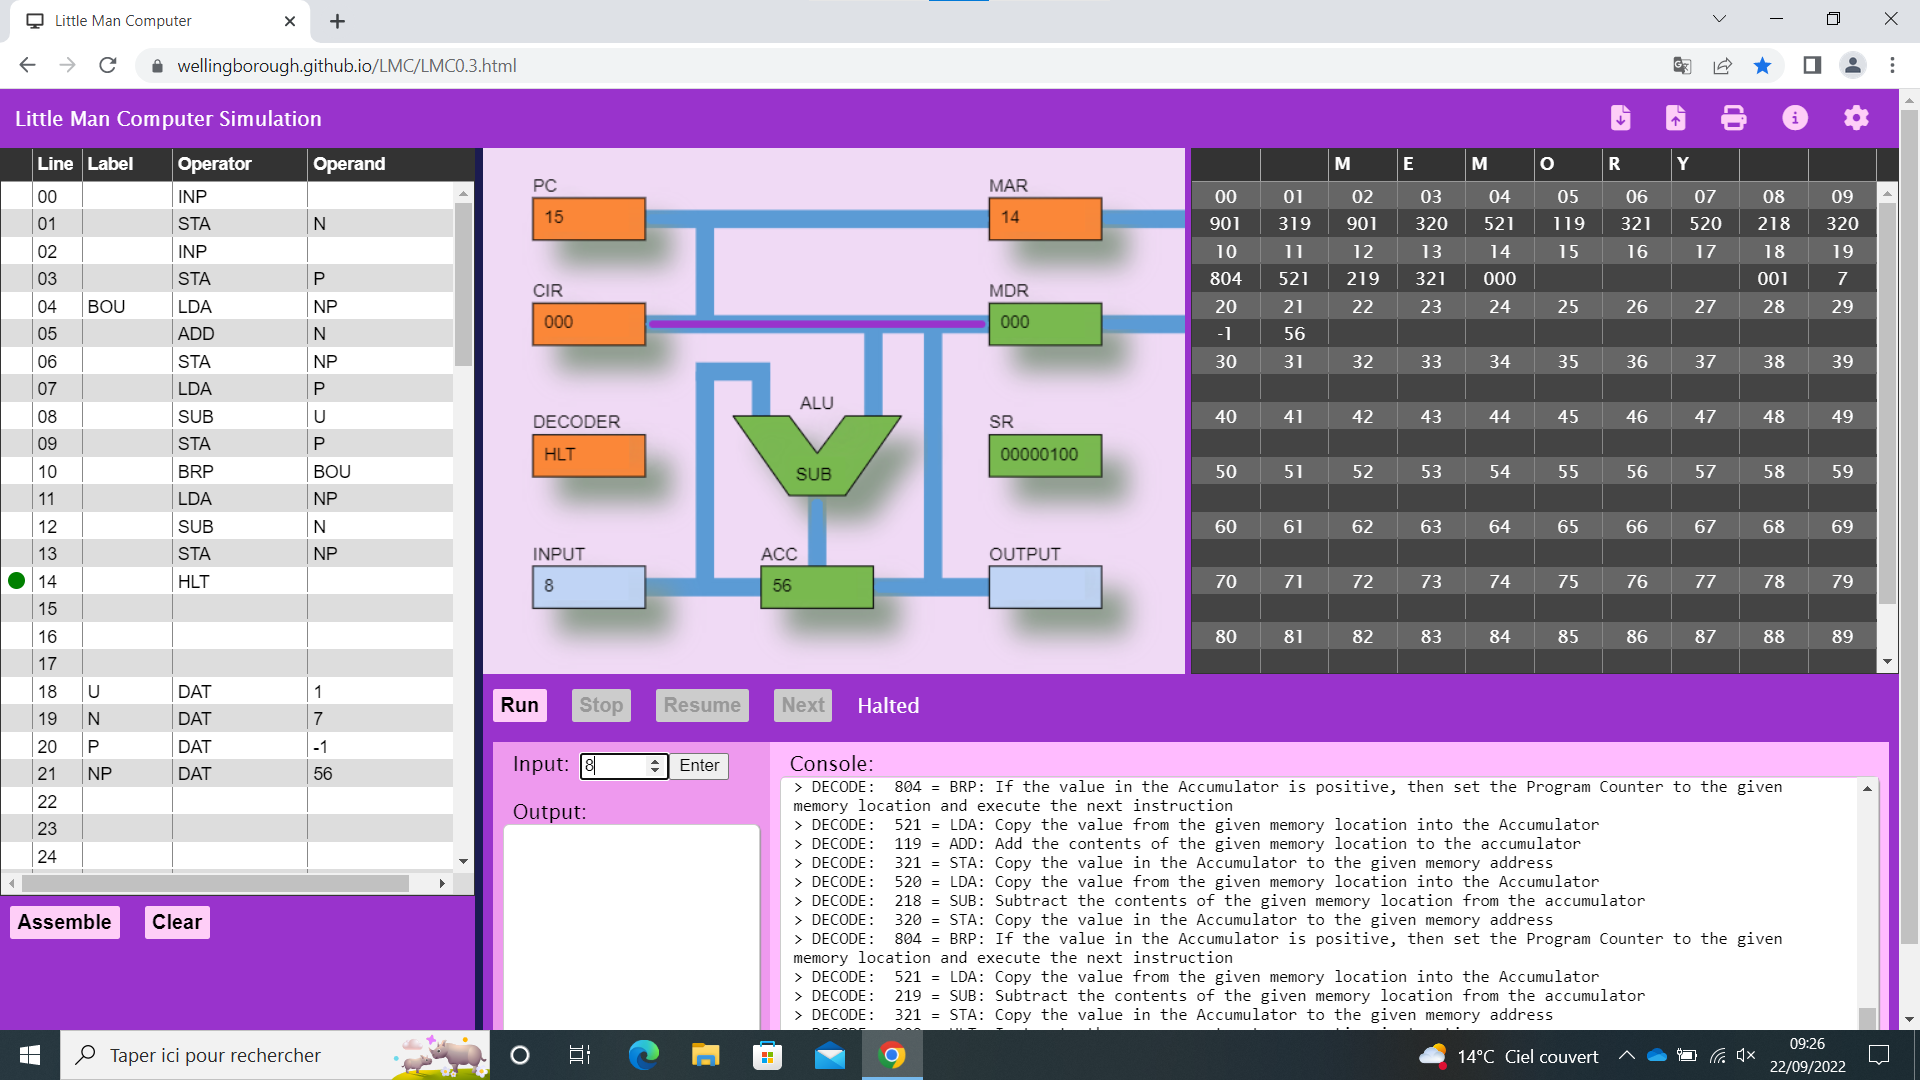 Little Man Computer
wellingborough.github.io/LMC/LMC0.3.html
Little Man Computer Simulation
Line Label Operator Operand
00 INP
01 STA N
02 INP
03 STA P
04 BOU LDA NP
05 ADD N
06 STA NP
07 LDA P
08 SUB U
09 STA P
10 BRP BOU
11 LDA NP
12 SUB N
13 STA NP
14 HLT
15
16
17
18 U DAT 1
19 N DAT 7
20 P DAT -1
21 NP DAT 56
22
23
24
Assemble Clear
PC
15
MAR
14
CIR
000
MDR
000
DECODER
HLT
ALU
SUB
SR
00000100
INPUT
8
ACC
56
OUTPUT
M E M O R Y
00 01 02 03 04 05 06 07 08 09
901 319 901 320 521 119 321 520 218 320
10 11 12 13 14 15 16 17 18 19
804 521 219 321 000 001 7
20 21 22 23 24 25 26 27 28 29
-1 56
30 31 32 33 34 35 36 37 38 39
40 41 42 43 44 45 46 47 48 49
50 51 52 53 54 55 56 57 58 59
60 61 62 63 64 65 66 67 68 69
70 71 72 73 74 75 76 77 78 79
80 81 82 83 84 85 86 87 88 89
Run Stop Resume Next Halted
Input: 8 Enter
Output:
Console:
> DECODE: 804 = BRP: If the value in the Accumulator is positive, then set the Program Counter to the given
memory location and execute the next instruction
> DECODE: 521 = LDA: Copy the value from the given memory location into the Accumulator
> DECODE: 119 = ADD: Add the contents of the given memory location to the accumulator
> DECODE: 321 = STA: Copy the value in the Accumulator to the given memory address
> DECODE: 520 = LDA: Copy the value from the given memory location into the Accumulator
> DECODE: 218 = SUB: Subtract the contents of the given memory location from the accumulator
> DECODE: 320 = STA: Copy the value in the Accumulator to the given memory address
> DECODE: 804 = BRP: If the value in the Accumulator is positive, then set the Program Counter to the given
memory location and execute the next instruction
> DECODE: 521 = LDA: Copy the value from the given memory location into the Accumulator
> DECODE: 219 = SUB: Subtract the contents of the given memory location from the accumulator
> DECODE: 321 = STA: Copy the value in the Accumulator to the given memory address
Taper ici pour rechercher
14°C Ciel couvert
09:26
22/09/2022